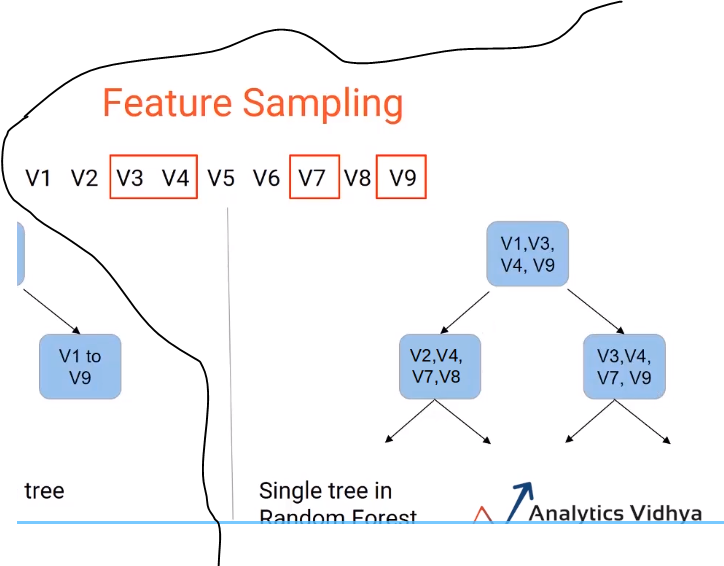 Feature Sampling
V1 V2 V3 V4 V5 V6 V7 V8 V9
V1 to
V9
tree
V1,V3,
V4, V9
V2,V4,
V7,V8
V3,V4,
V7, V9
Single tree in
Random Forest
Analytics Vidhya